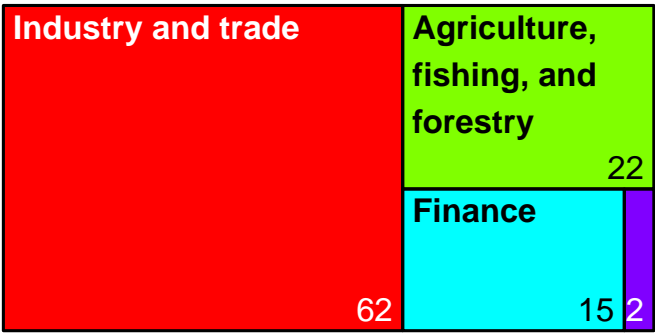 Industry and trade
62
Agriculture,
fishing, and
forestry
22
Finance
15
2